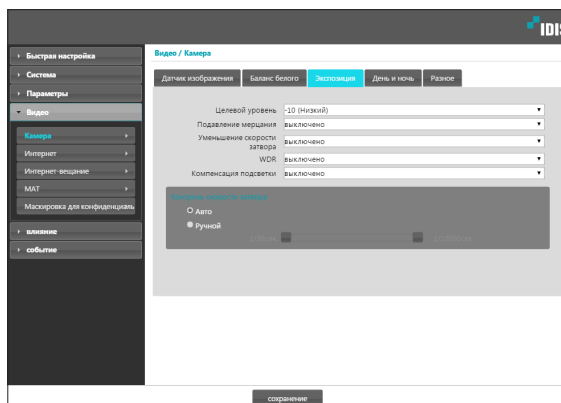 IDIS
Быстрая настройка
Система
Параметры
Видео
Камера
Интернет
Интернет-вещание
MAT
Маскировка для конфиденциаль
влияние
событие
Видео / Камера
Датчик изображения Баланс белого Экспозиция День и ночь Разное
Целевой уровень -10 (Низкий)
Подавление мерцания выключено
Уменьшение скорости
затвора выключено
WDR выключено
Компенсация подсветки выключено
Авто
Ручной
сохранение